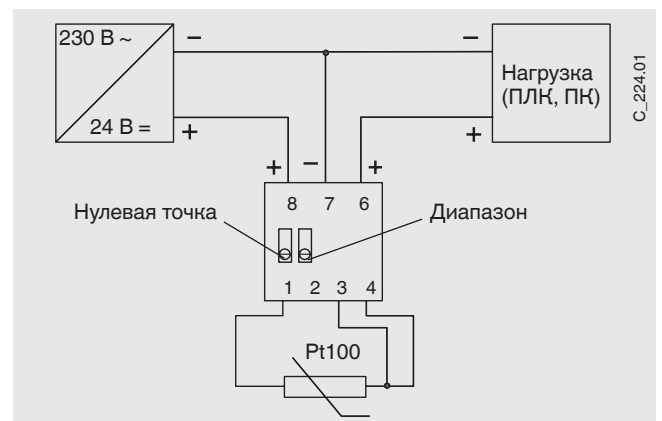 230 В ~
24 В =
–
+
–
+
Нагрузка
(ПЛК, ПК)
C_224.01
+
–
+
8 7 6
Нулевая точка
Диапазон
1 2 3 4
Pt100